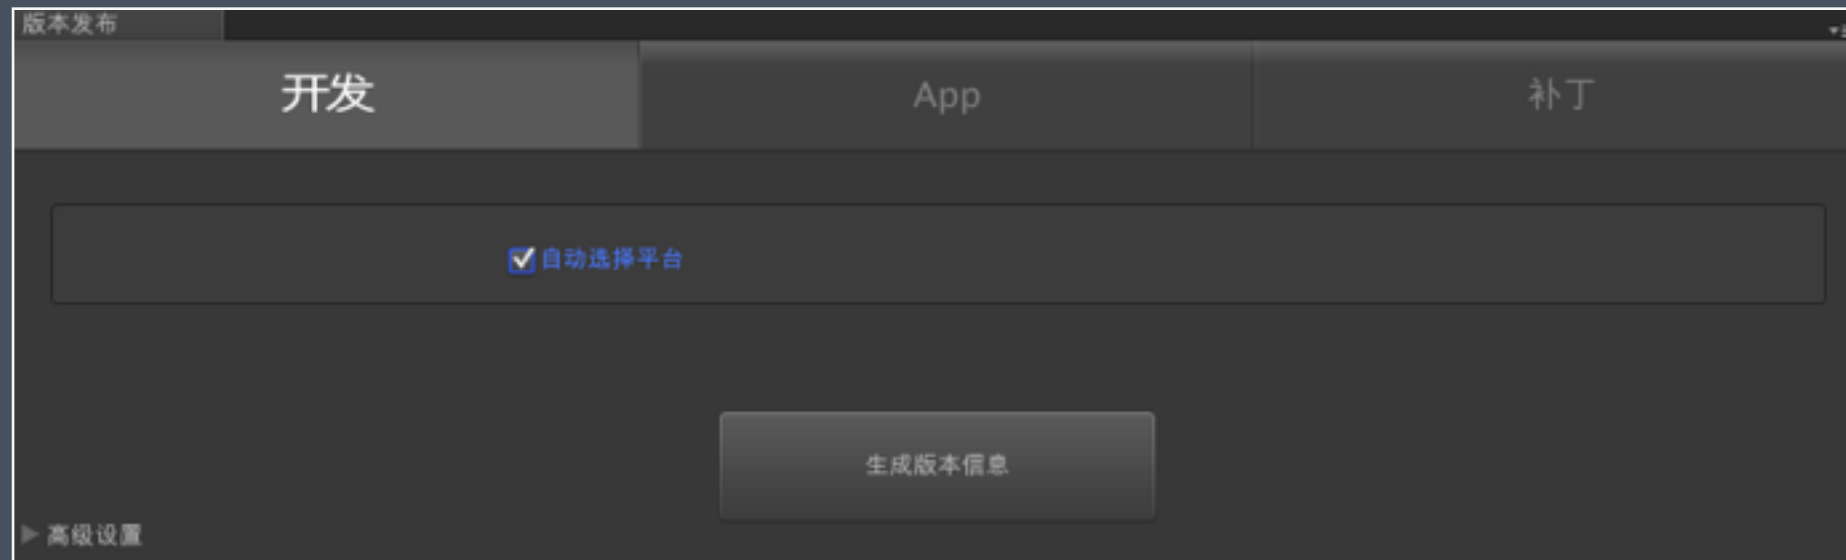 版本发布
开发
App
补丁
自动选择平台
生成版本信息
高级设置